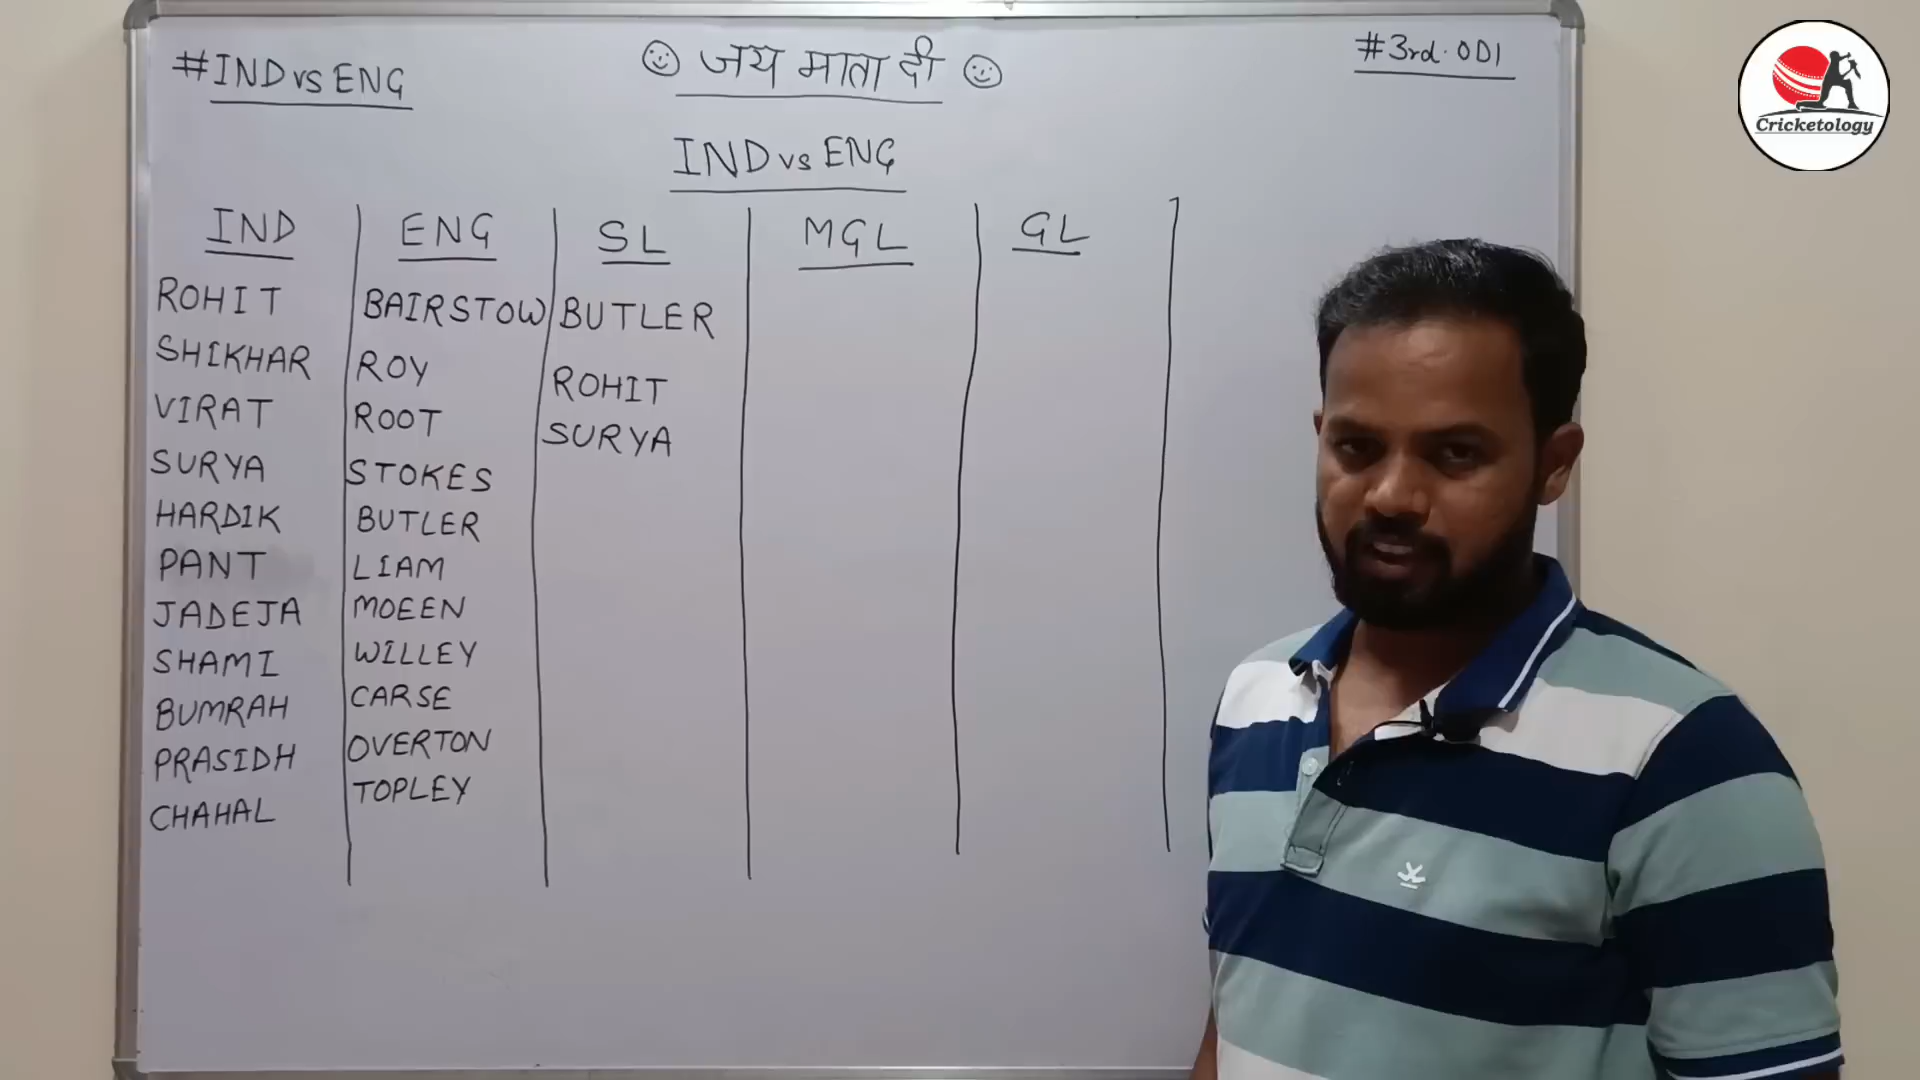 #IND vs ENG
जय माता दी
#3rd. ODI
Cricketology
IND vs ENG
IND
ROHIT
SHIKHAR
VIRAT
SURYA
HARDIK
PANT
JADEJA
SHAMI
BUMRAH
PRASIDH
CHAHAL
ENG
BAIRSTOW
ROY
ROOT
STOKES
BUTLER
LIAM
MOEEN
WILLEY
CARSE
OVERTON
TOPLEY
SL
BUTLER
ROHIT
SURYA
MGL
GL